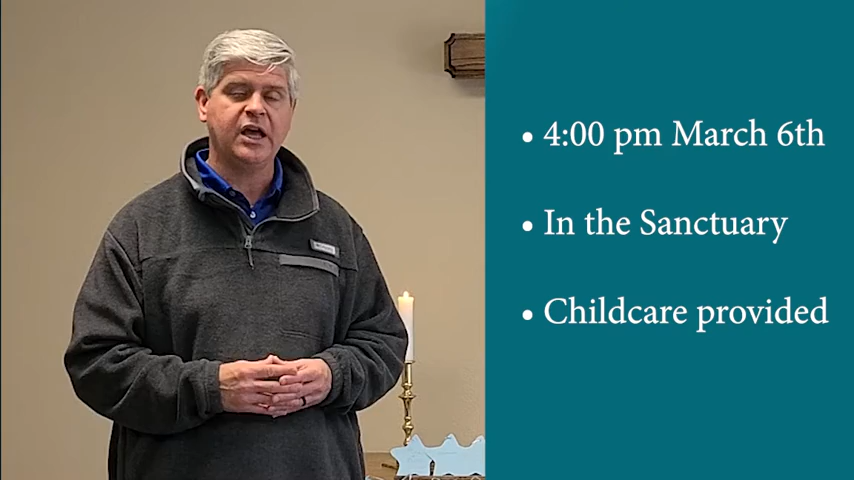 • 4:00 pm March 6th
• In the Sanctuary
• Childcare provided